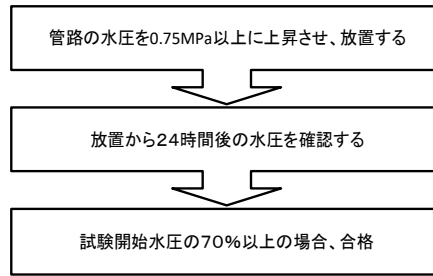 管路の水圧を0.75MPa以上に上昇させ、放置する
放置から２４時間後の水圧を確認する
試験開始水圧の７０％以上の場合、合格